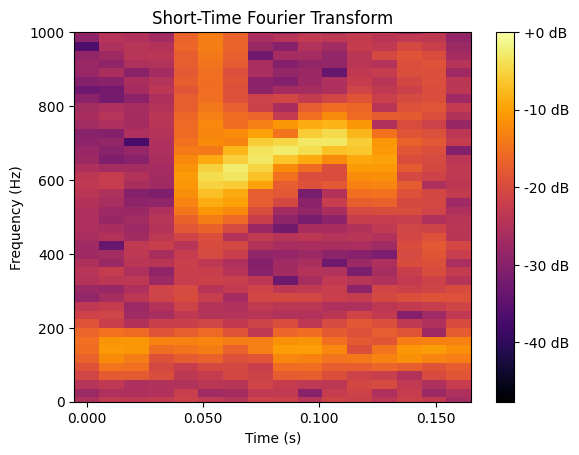 Short-Time Fourier Transform
1000
800
600
400
200
0
Frequency (Hz)
0.000
0.050
0.100
0.150
Time (s)
+0 dB
-10 dB
-20 dB
-30 dB
-40 dB